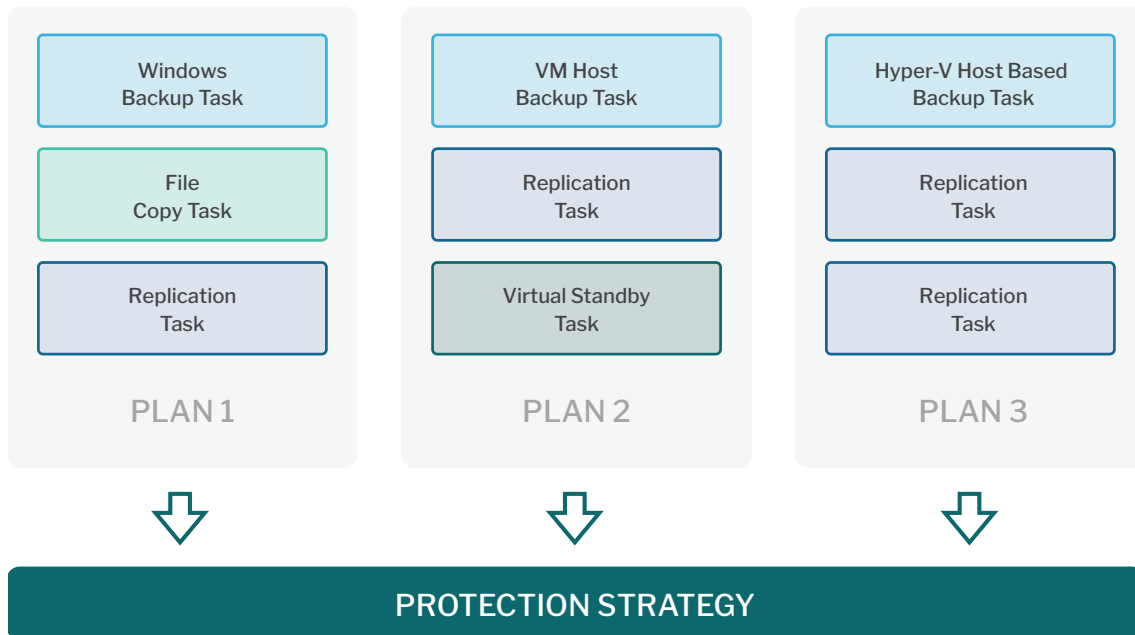 Windows
Backup Task
File
Copy Task
Replication
Task
PLAN 1
VM Host
Backup Task
Replication
Task
Virtual Standby
Task
PLAN 2
Hyper-V Host Based
Backup Task
Replication
Task
Replication
Task
PLAN 3
PROTECTION STRATEGY